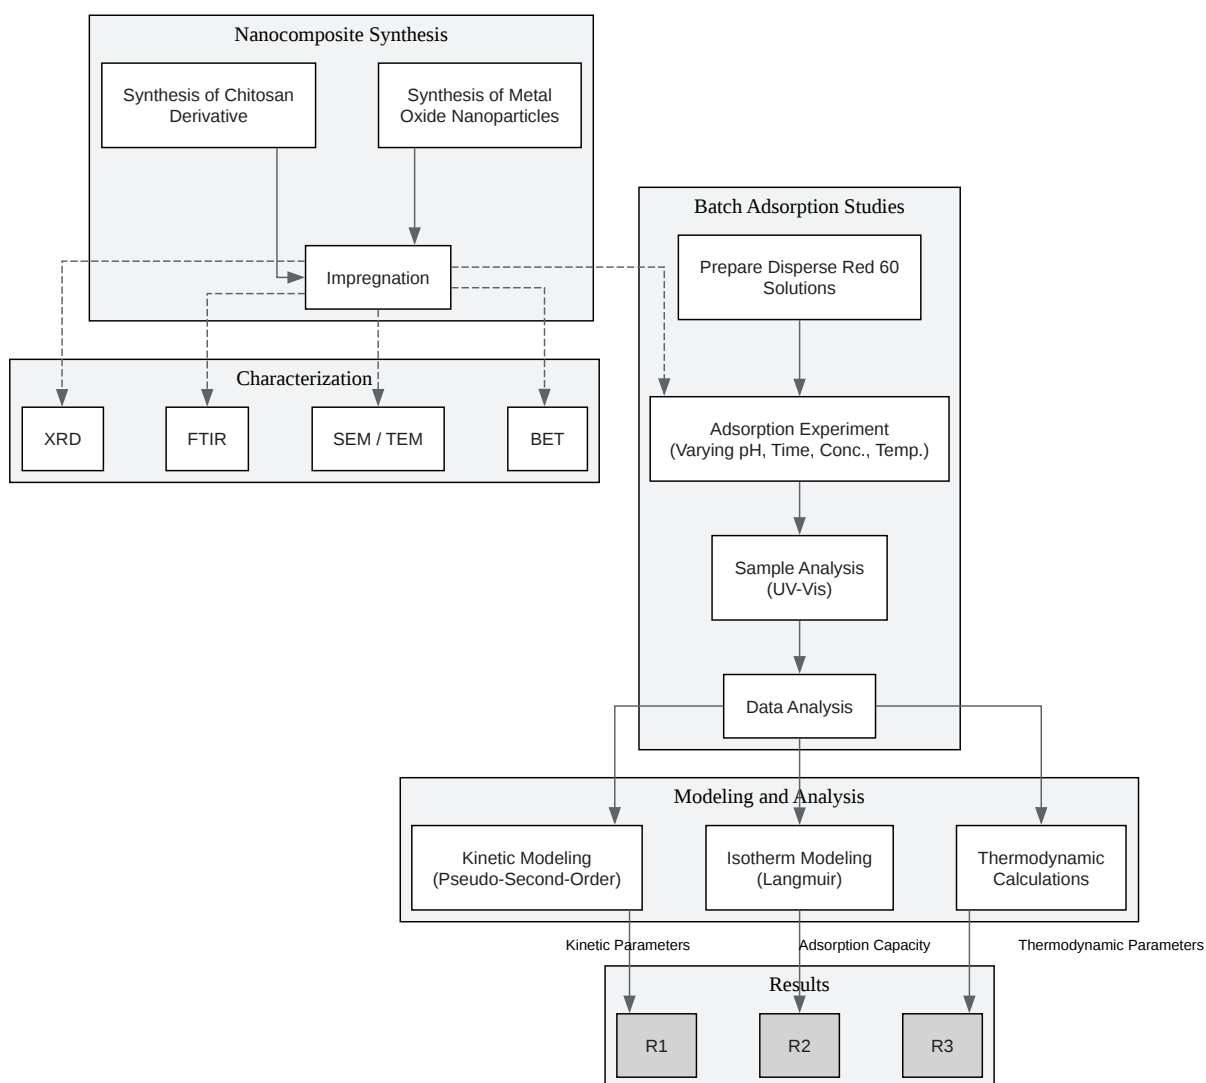 Nanocomposite Synthesis
Synthesis of Chitosan
Derivative
Synthesis of Metal
Oxide Nanoparticles
Impregnation
Batch Adsorption Studies
Prepare Disperse Red 60
Solutions
Characterization
XRD
FTIR
SEM / TEM
BET
Adsorption Experiment
(Varying pH, Time, Conc., Temp.)
Sample Analysis
(UV-Vis)
Data Analysis
Modeling and Analysis
Kinetic Modeling
(Pseudo-Second-Order)
Isotherm Modeling
(Langmuir)
Thermodynamic
Calculations
Kinetic Parameters
Adsorption Capacity
Thermodynamic Parameters
Results
R1
R2
R3